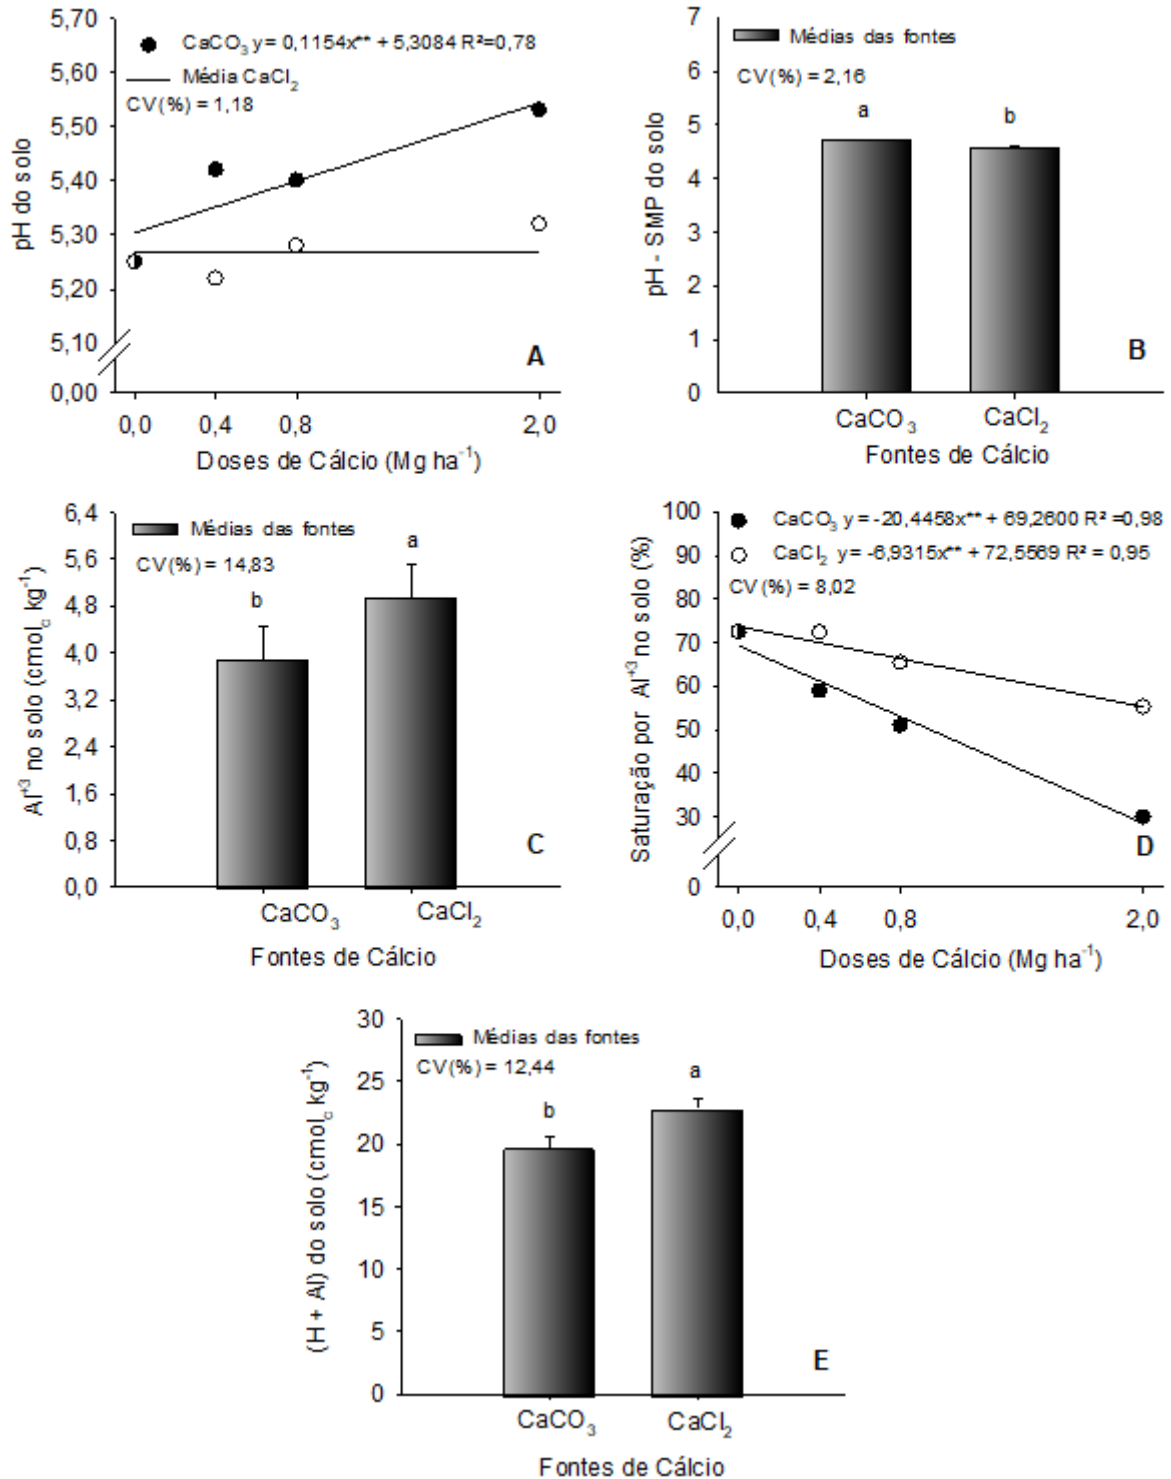 5,70
5,60
5,50
5,40
5,30
5,20
5,10
0,00
pH do solo
CaCO3 y= 0,1154x** + 5,3084 R²=0,78
Média CaCl2
CV(%) = 1,18
A
0,0 0,4 0,8 2,0
Doses de Cálcio (Mg ha-1)
7
6
5
4
3
2
1
0
pH - SMP do solo
Médias das fontes
CV(%) = 2,16
a b
B
CaCO3 CaCl2
Fontes de Cálcio
6,4
5,6
4,8
4,0
3,2
2,4
1,6
0,8
0,0
Al+3 no solo (cmolc kg-1)
Médias das fontes
CV(%) = 14,83
b a
C
CaCO3 CaCl2
Fontes de Cálcio
100
90
80
70
60
50
40
30
0
Saturação por Al+3 no solo (%)
CaCO3 y = -20,4458x** + 69,2600 R² =0,98
CaCl2 y= -6,9315x** + 72,5569 R² = 0,95
CV(%) = 8,02
D
0,0 0,4 0,8 2,0
Doses de Cálcio (Mg ha-1)
30
25
20
15
10
5
0
(H + Al) do solo (cmolc kg-1)
Médias das fontes
CV(%) = 12,44
b a
E
CaCO3 CaCl2
Fontes de Cálcio